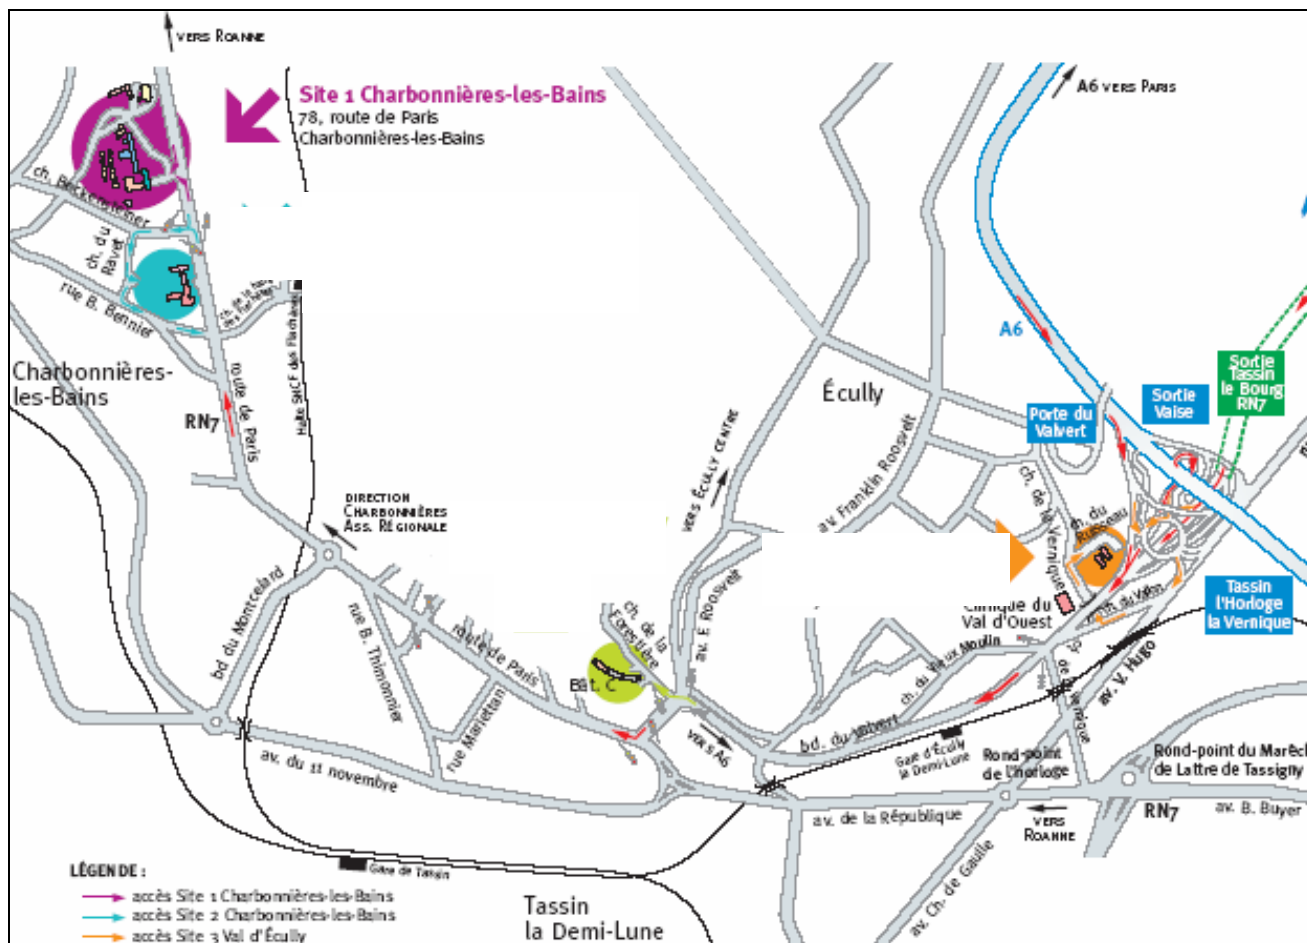 VERS ROANNE
A6 VERS PARIS
Site 1 Charbonnières-les-Bains
78, route de Paris
Charbonnières-les-Bains
ch. Beckensteiner
ch. du
Ravet
rue B. Bennier
Halte SNCF des Flachères
Charbonnières-
les-Bains
route de Paris
RN7
A6
Écully
Porte du
Valvert
Sortie
Vaise
Sortie
Tassin
le Bourg
RN7
VERS ÉCULLY CENTRE
av. Franklin Roosvelt
ch. de la Vernique
ch. du
Ruisseau
DIRECTION
CHARBONNIÈRES
ASS. RÉGIONALE
Tassin
l'Horloge
la Vernique
Clinique du
Val d'Ouest
ch. du Vallon
bd du Montcelard
rue B. Thimonnier
route de Paris
rue Mariettan
ch. de la
Forestière
Bât. C
av. F. Roosvelt
ch. du Vieux Moulin
av. V. Hugo
VERS A6
bd. du Valvert
Gare d'Écully
la Demi-Lune
Rond-point
de l'horloge
Rond-point du Maréch
de Lattre de Tassigny
av. du 11 novembre
av. de la République
VERS
ROANNE
RN7
av. B. Buyer
av. Ch. de Gaulle
Gare de Tassin
Tassin
la Demi-Lune
LÉGENDE :
accès Site 1 Charbonnières-les-Bains
accès Site 2 Charbonnières-les-Bains
accès Site 3 Val d'Écully